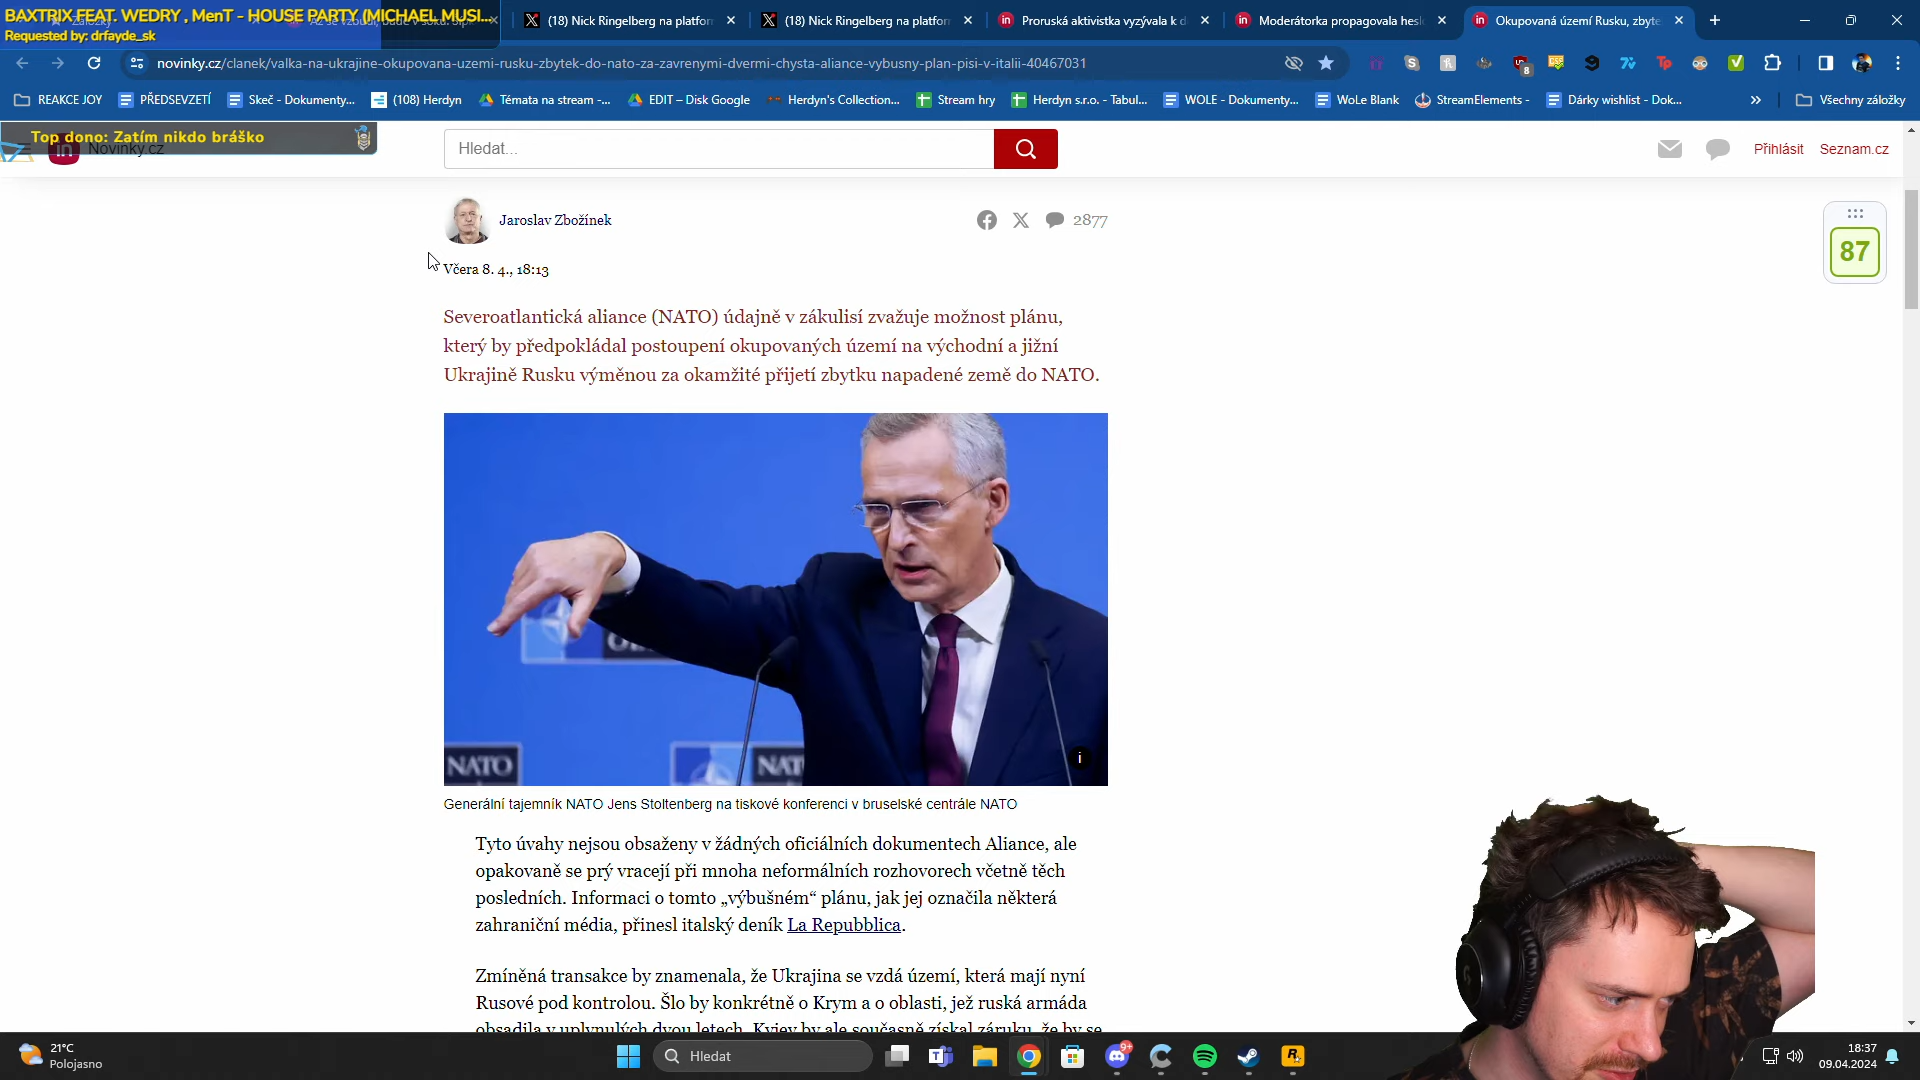 BAXTRIX FEAT. WEDRY , MenT - HOUSE PARTY (MICHAEL MUSI...
Requested by: drfayde_sk
(18) Nick Ringelberg na platfor
(18) Nick Ringelberg na platfor
Proruská aktivistka vyzývala k d
Moderátorka propagovala hesl
Okupovaná území Rusku, zbyte
novinky.cz/clanek/valka-na-ukrajine-okupovana-uzemi-rusku-zbytek-do-nato-za-zavrenymi-dvermi-chysta-aliance-vybusny-plan-pisi-v-italii-40467031
8
REAKCE JOY
PŘEDSEVZETÍ
Skeč - Dokumenty...
(108) Herdyn
Témata na stream -...
EDIT – Disk Google
Herdyn's Collection...
Stream hry
Herdyn s.r.o. - Tabul...
WOLE - Dokumenty...
WoLe Blank
StreamElements -
Dárky wishlist - Dok...
Všechny záložky
Top dono: Zatím nikdo bráško
Novinky.cz
Hledat...
Přihlásit
Seznam.cz
Jaroslav Zbožínek
2877
87
Včera 8. 4., 18:13
Severoatlantická aliance (NATO) údajně v zákulisí zvažuje možnost plánu,
který by předpokládal postoupení okupovaných území na východní a jižní
Ukrajině Rusku výměnou za okamžité přijetí zbytku napadené země do NATO.
NATO
NAT
i
Generální tajemník NATO Jens Stoltenberg na tiskové konferenci v bruselské centrále NATO
Tyto úvahy nejsou obsaženy v žádných oficiálních dokumentech Aliance, ale
opakovaně se prý vracejí při mnoha neformálních rozhovorech včetně těch
posledních. Informaci o tomto „výbušném“ plánu, jak jej označila některá
zahraniční média, přinesl italský deník La Repubblica.
Zmíněná transakce by znamenala, že Ukrajina se vzdá území, která mají nyní
Rusové pod kontrolou. Šlo by konkrétně o Krym a o oblasti, jež ruská armáda
obsadila v uplynulých dvou letech. Kyjev by ale současně získal záruku, že by se
21°C
Polojasno
Hledat
9+
18:37
09.04.2024